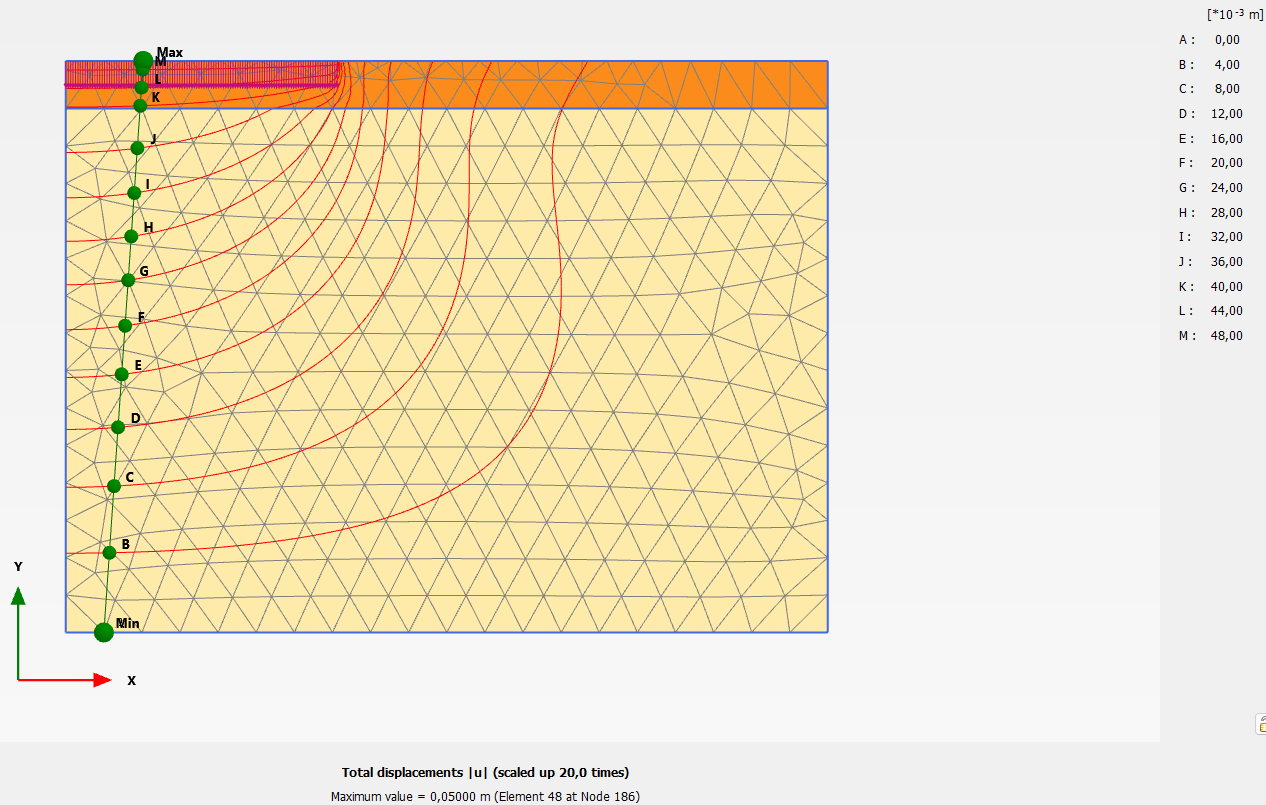 [*10-3 m]
A : 0,00
B : 4,00
C : 8,00
D : 12,00
E : 16,00
F : 20,00
G : 24,00
H : 28,00
I : 32,00
J : 36,00
K : 40,00
L : 44,00
M : 48,00
Max
M
L
K
J
I
H
G
F
E
D
C
B
Min
Y
X
Total displacements |u| (scaled up 20,0 times)
Maximum value = 0,05000 m (Element 48 at Node 186)